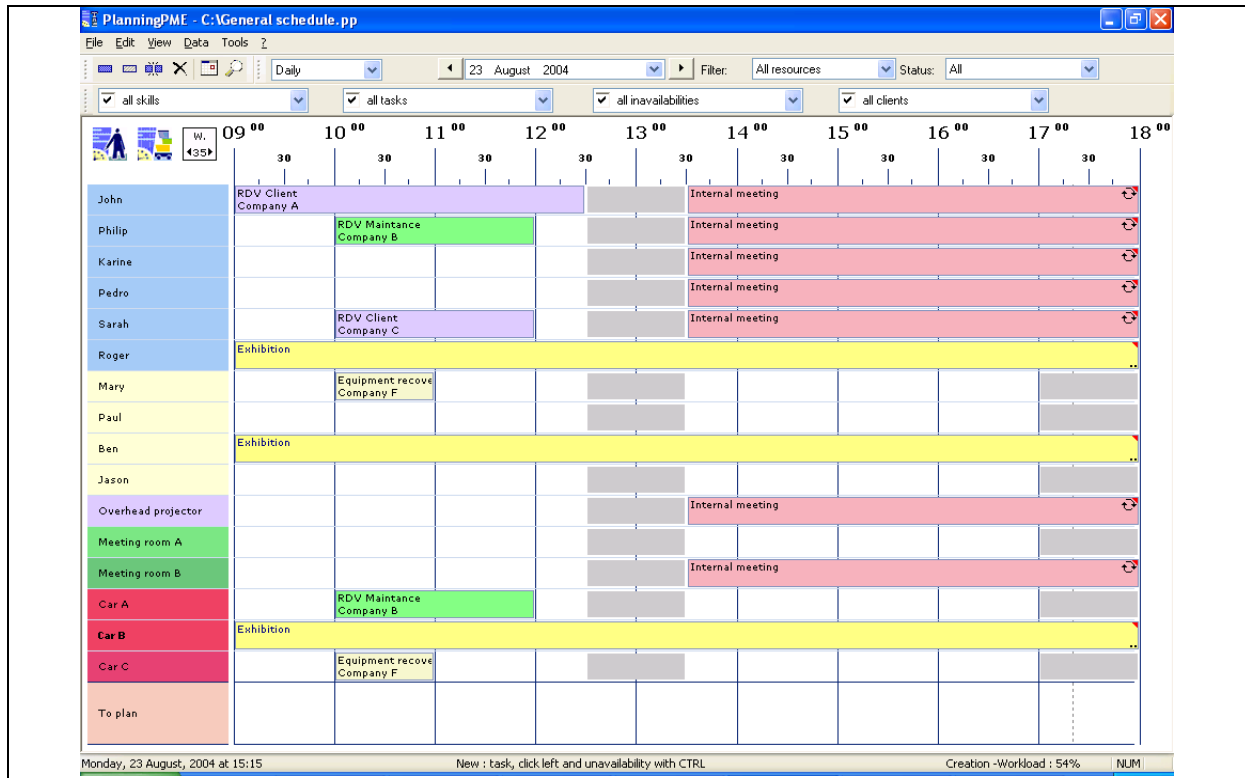 PlanningPME - C:\General schedule.pp
File Edit View Data Tools ?
Daily 23 August 2004 Filter: All resources Status: All
all skills all tasks all inavailabilities all clients
W. 35 09 00 10 00 11 00 12 00 13 00 14 00 15 00 16 00 17 00 18 00
30 30 30 30 30 30 30 30 30
John RDV Client Internal meeting
Company A
Philip RDV Maintance Internal meeting
Company B
Karine Internal meeting
Pedro Internal meeting
Sarah RDV Client Internal meeting
Company C
Roger Exhibition
Mary Equipment recove
Company F
Paul
Ben Exhibition
Jason
Overhead projector Internal meeting
Meeting room A
Meeting room B Internal meeting
Car A RDV Maintance
Company B
Car B Exhibition
Car C Equipment recove
Company F
To plan
Monday, 23 August, 2004 at 15:15 New : task, click left and unavailability with CTRL Creation -Workload : 54% NUM